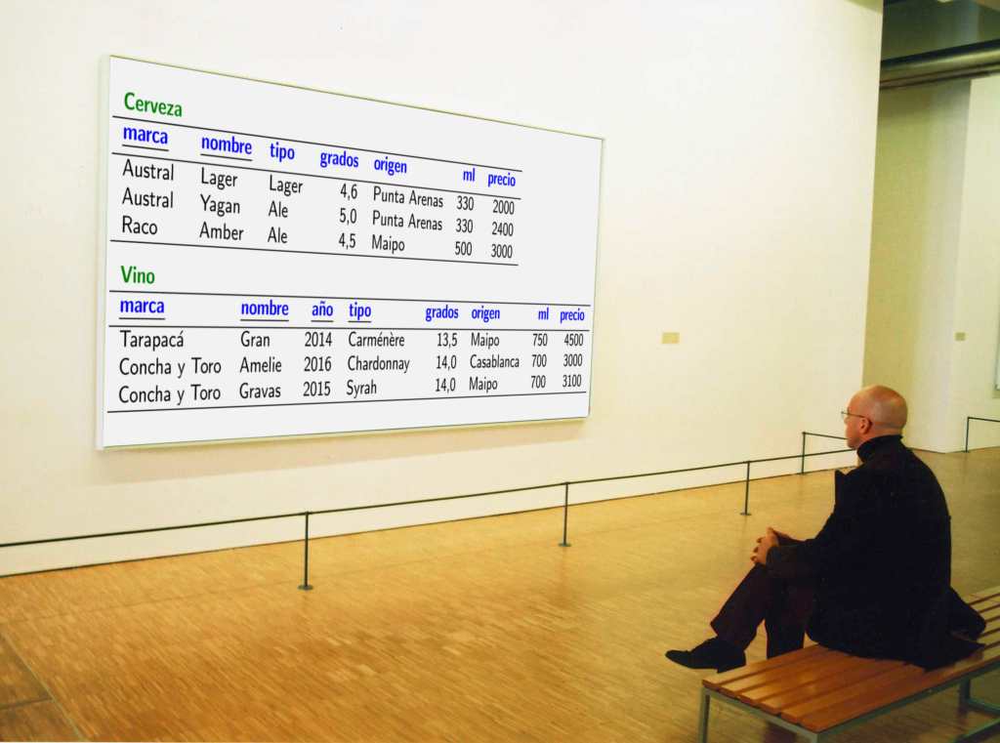 Cerveza
marca nombre tipo grados origen ml precio
Austral Lager Lager 4,6 Punta Arenas 330 2000
Austral Yagan Ale 5,0 Punta Arenas 330 2400
Raco Amber Ale 4,5 Maipo 500 3000
Vino
marca nombre año tipo grados origen ml precio
Tarapacá Gran 2014 Carménère 13,5 Maipo 750 4500
Concha y Toro Amelie 2016 Chardonnay 14,0 Casablanca 700 3000
Concha y Toro Gravas 2015 Syrah 14,0 Maipo 700 3100